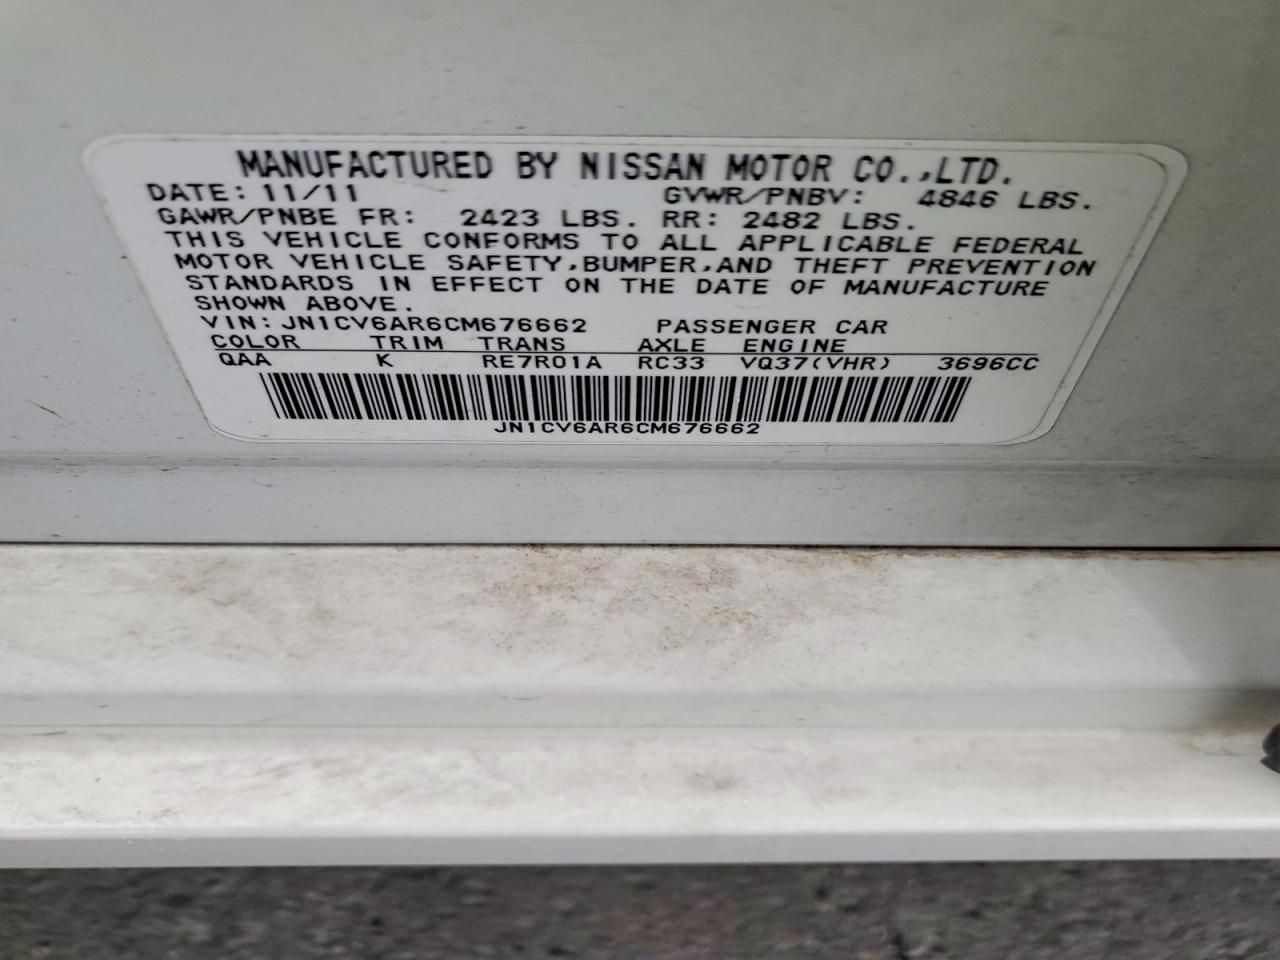 MANUFACTURED BY NISSAN MOTOR CO.,LTD.
DATE: 11/11 GVWR/PNBV: 4846 LBS.
GAWR/PNBE FR: 2423 LBS. RR: 2482 LBS.
THIS VEHICLE CONFORMS TO ALL APPLICABLE FEDERAL
MOTOR VEHICLE SAFETY,BUMPER,AND THEFT PREVENTION
STANDARDS IN EFFECT ON THE DATE OF MANUFACTURE
SHOWN ABOVE.
VIN: JN1CV6AR6CM676662 PASSENGER CAR
COLOR TRIM TRANS AXLE ENGINE
QAA K RE7R01A RC33 VQ37(VHR) 3696CC
JN1CV6AR6CM676662